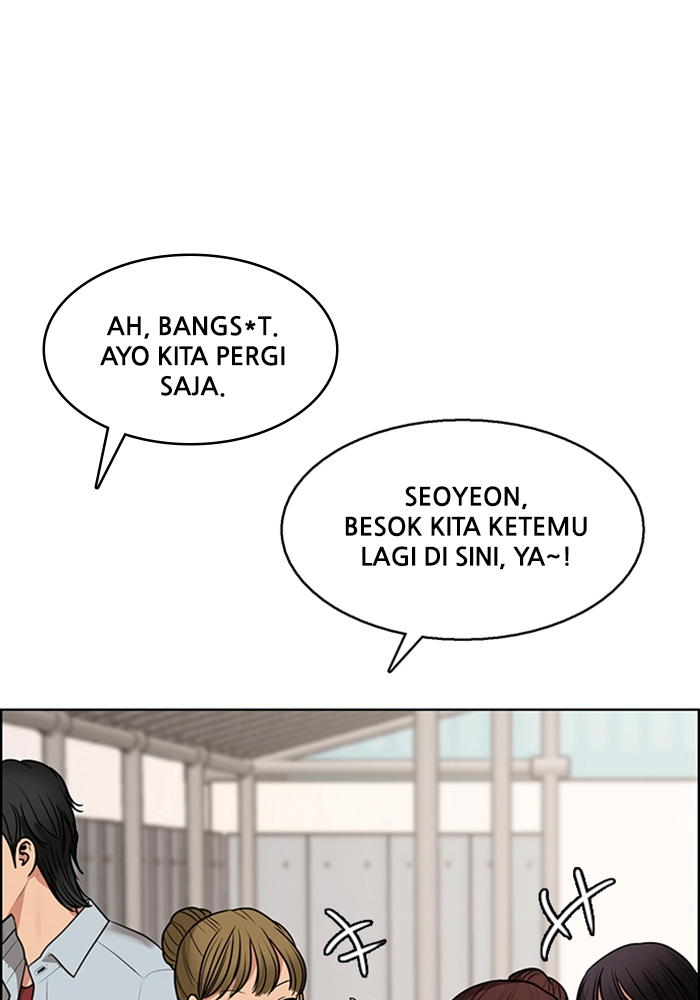 AH, BANGS*T.
AYO KITA PERGI
SAJA.
SEOYEON,
BESOK KITA KETEMU
LAGI DI SINI, YA~!